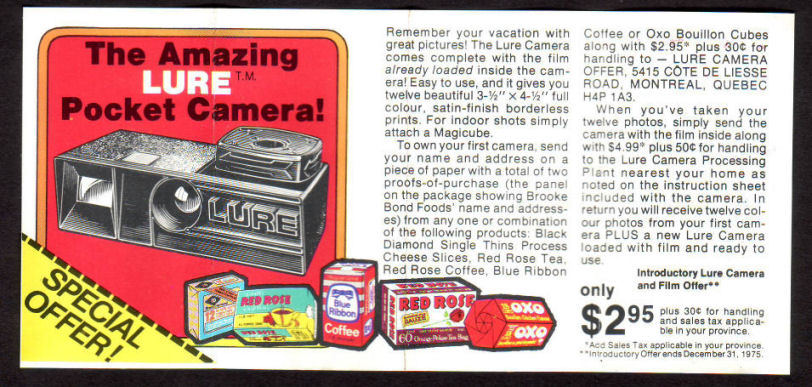 The Amazing
LURE T.M.
Pocket Camera!
LURE
SPECIAL
OFFER!
12
RED ROSE
Blue
Ribbon
Coffee
RED ROSE
60 Orange Pekoe Tea Bags
OXO
OXO
Remember your vacation with
great pictures! The Lure Camera
comes complete with the film
already loaded inside the cam-
era! Easy to use, and it gives you
twelve beautiful 3-½" × 4-½" full
colour, satin-finish borderless
prints. For indoor shots simply
attach a Magicube.
To own your first camera, send
your name and address on a
piece of paper with a total of two
proofs-of-purchase (the panel
on the package showing Brooke
Bond Foods' name and address-
es) from any one or combination
of the following products: Black
Diamond Single Thins Process
Cheese Slices, Red Rose Tea,
Red Rose Coffee, Blue Ribbon
Coffee or Oxo Bouillon Cubes
along with $2.95* plus 30¢ for
handling to — LURE CAMERA
OFFER, 5415 CÔTE DE LIESSE
ROAD, MONTREAL, QUEBEC
H4P 1A3.
When you've taken your
twelve photos, simply send the
camera with the film inside along
with $4.99* plus 50¢ for handling
to the Lure Camera Processing
Plant nearest your home as
noted on the instruction sheet
included with the camera. In
return you will receive twelve col-
our photos from your first cam-
era PLUS a new Lure Camera
loaded with film and ready to
use.
Introductory Lure Camera
and Film Offer**
only
$2.95 plus 30¢ for handling
and sales tax applica-
ble in your province.
*Add Sales Tax applicable in your province.
**Introductory Offer ends December 31, 1975.